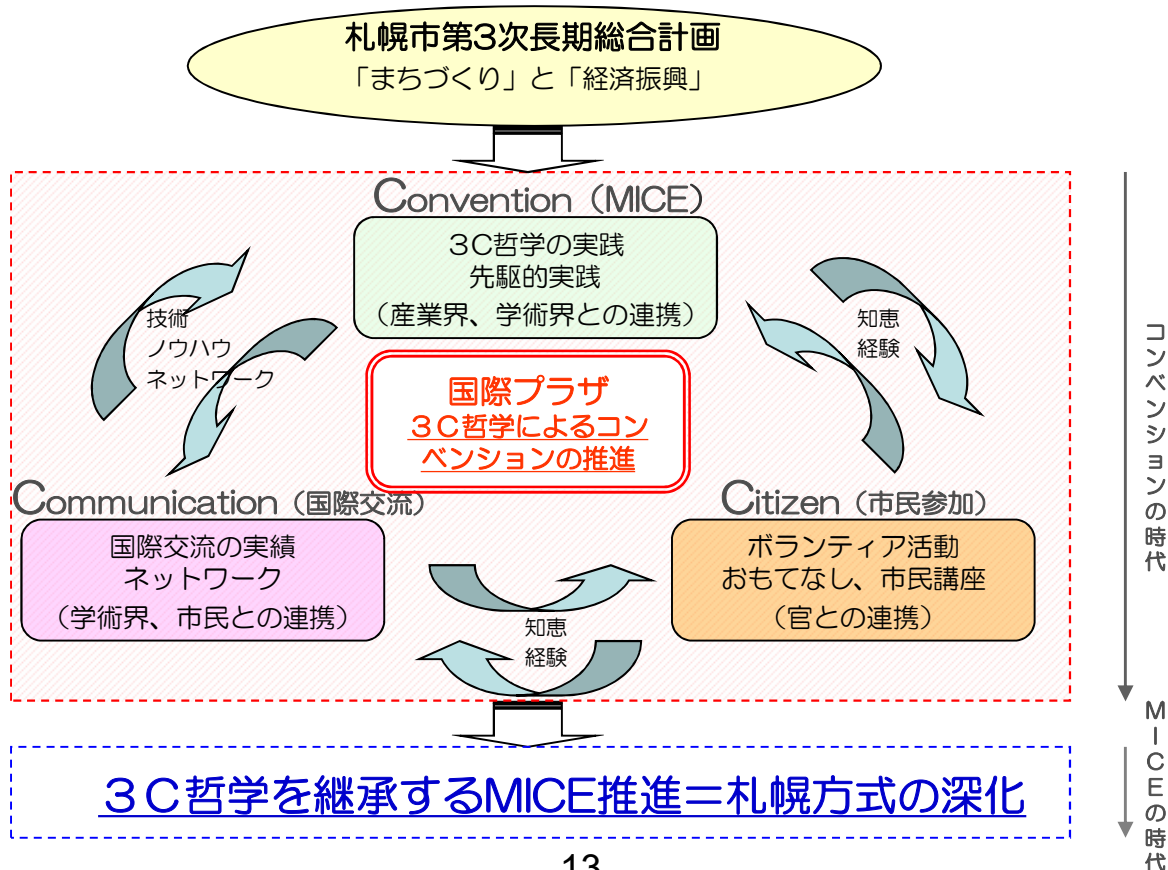 札幌市第3次長期総合計画
「まちづくり」と「経済振興」
Convention（MICE）
３C哲学の実践
先駆的実践
（産業界、学術界との連携）
技術
ノウハウ
ネットワーク
知恵
経験
国際プラザ
３C哲学によるコン
ベンションの推進
Communication（国際交流）
国際交流の実績
ネットワーク
（学術界、市民との連携）
Citizen（市民参加）
ボランティア活動
おもてなし、市民講座
（官との連携）
知恵
経験
コンベンションの時代
３C哲学を継承するMICE推進＝札幌方式の深化
MICEの時代
13